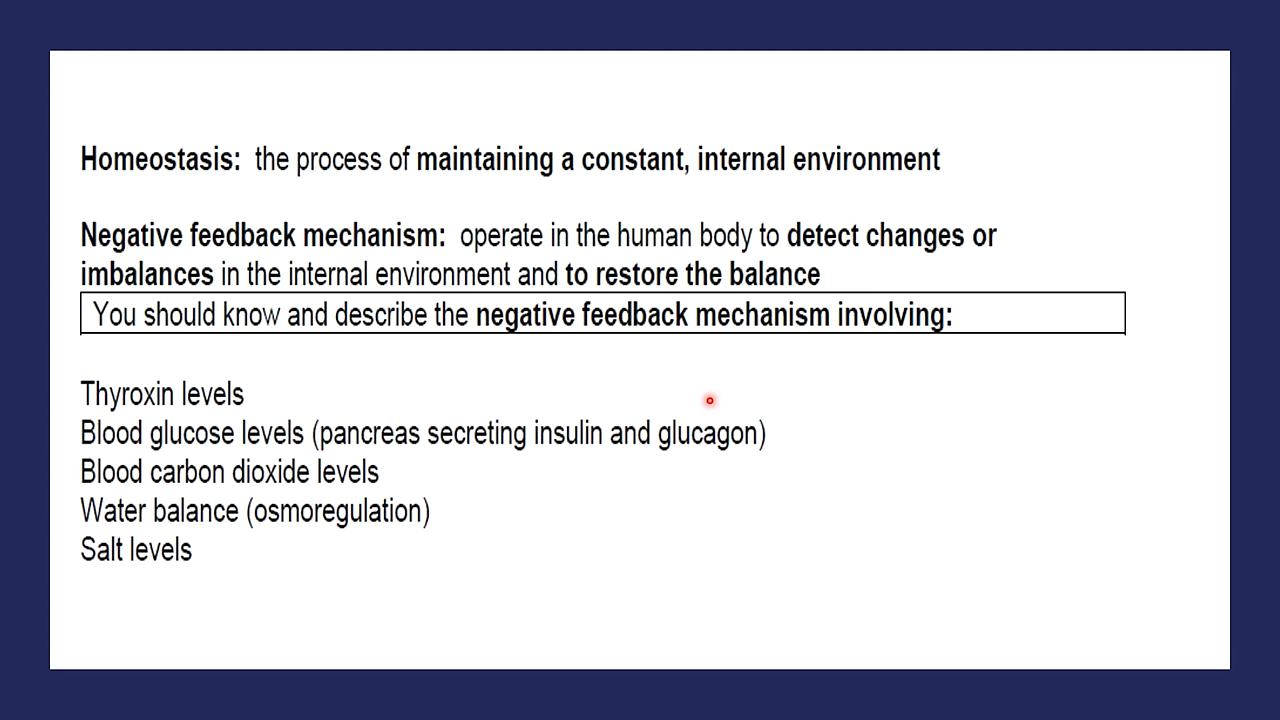 Homeostasis: the process of maintaining a constant, internal environment
Negative feedback mechanism: operate in the human body to detect changes or
imbalances in the internal environment and to restore the balance
You should know and describe the negative feedback mechanism involving:
Thyroxin levels
Blood glucose levels (pancreas secreting insulin and glucagon)
Blood carbon dioxide levels
Water balance (osmoregulation)
Salt levels